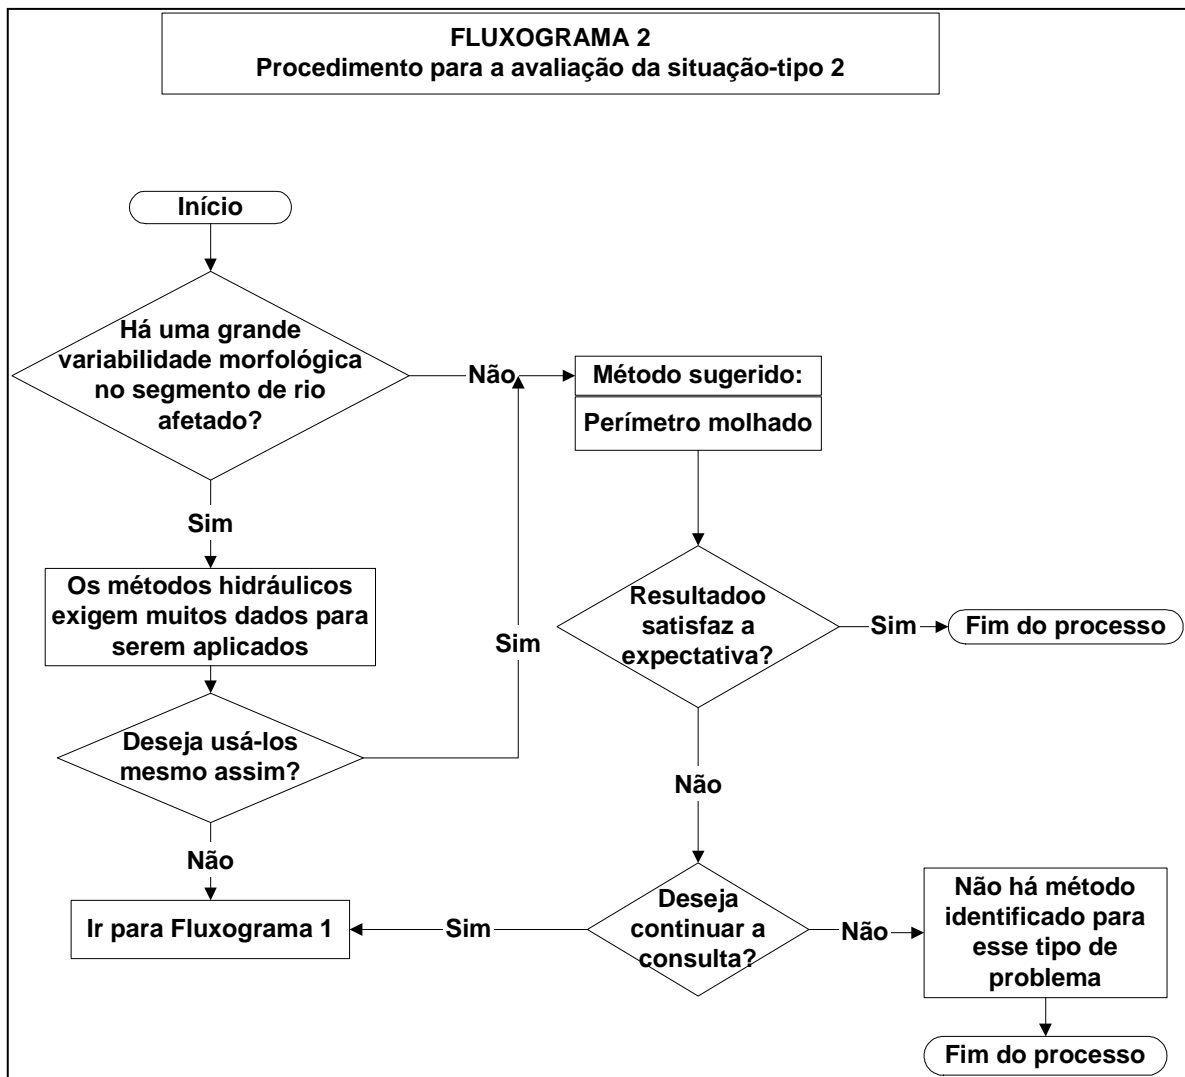 FLUXOGRAMA 2
Procedimento para a avaliação da situação-tipo 2
Início
Há uma grande
variabilidade morfológica
no segmento de rio
afetado?
Não
Método sugerido:
Perímetro molhado
Sim
Os métodos hidráulicos
exigem muitos dados para
serem aplicados
Sim
Resultadoo
satisfaz a
expectativa?
Sim
Fim do processo
Deseja usá-los
mesmo assim?
Não
Não
Ir para Fluxograma 1
Sim
Deseja
continuar a
consulta?
Não
Não há método
identificado para
esse tipo de
problema
Fim do processo